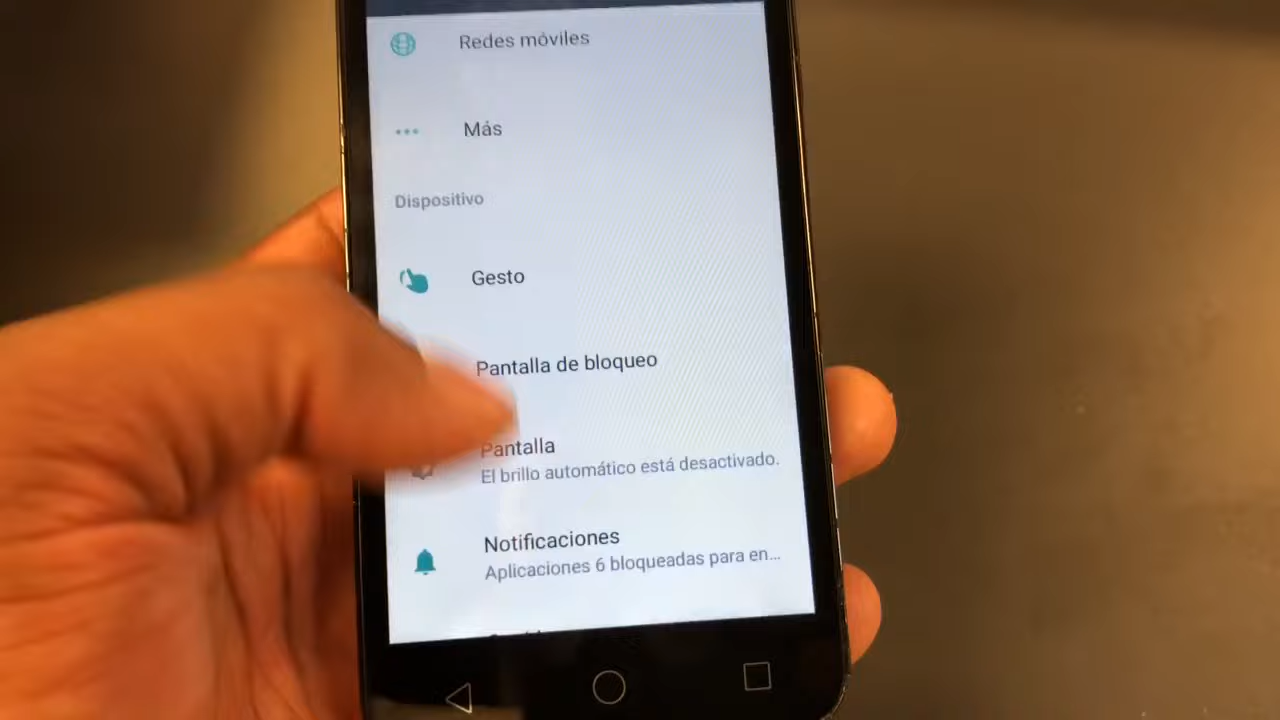 Redes móviles
Más
Dispositivo
Gesto
Pantalla de bloqueo
Pantalla
El brillo automático está desactivado.
Notificaciones
Aplicaciones 6 bloqueadas para en...